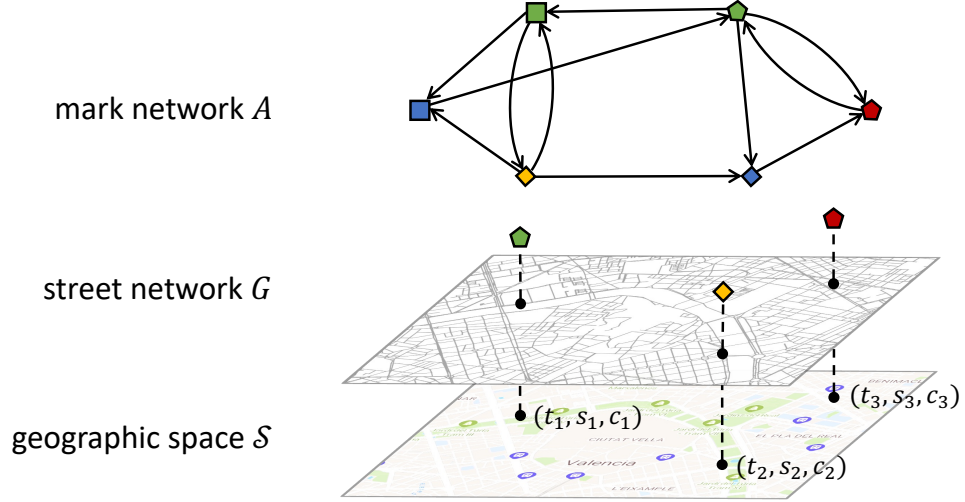 mark network A
street network G
geographic space 𝒮
(t₁, s₁, c₁)
(t₂, s₂, c₂)
(t₃, s₃, c₃)
CIUTAT VELLA
EL PLA DEL REAL
Valencia
L'EIXAMPLE